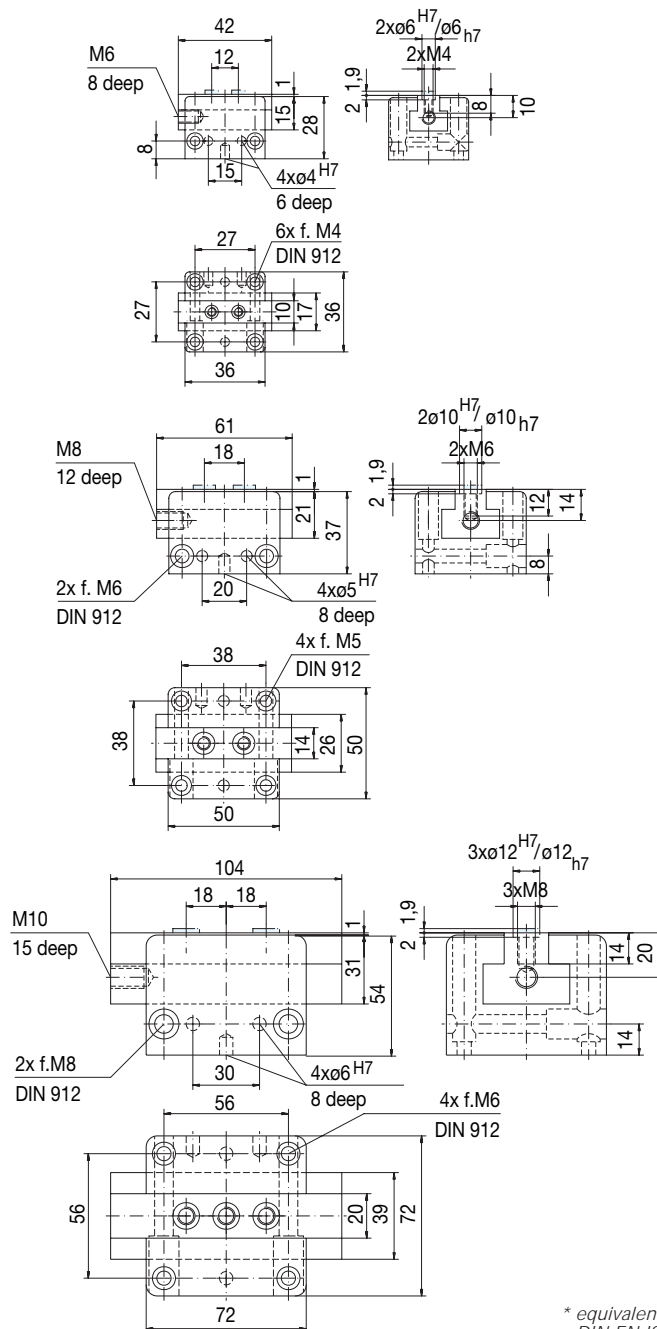 42
12
M6
8 deep
1
15
28
8
15
4xø4 H7
6 deep
2xø6 H7/ø6 h7
2xM4
1,9
2
8
10
27
6x f. M4
DIN 912
27
10
17
36
36
61
18
M8
12 deep
1
21
37
2x f. M6
DIN 912
20
4xø5 H7
8 deep
2ø10 H7/ ø10 h7
2xM6
1,9
2
12
14
8
38
4x f. M5
DIN 912
38
14
26
50
50
104
18
18
M10
15 deep
1
31
54
2x f.M8
DIN 912
30
4xø6 H7
8 deep
3xø12 H7/ø12 h7
3xM8
1,9
2
14
20
14
56
4x f.M6
DIN 912
56
20
39
72
72
* equivalen